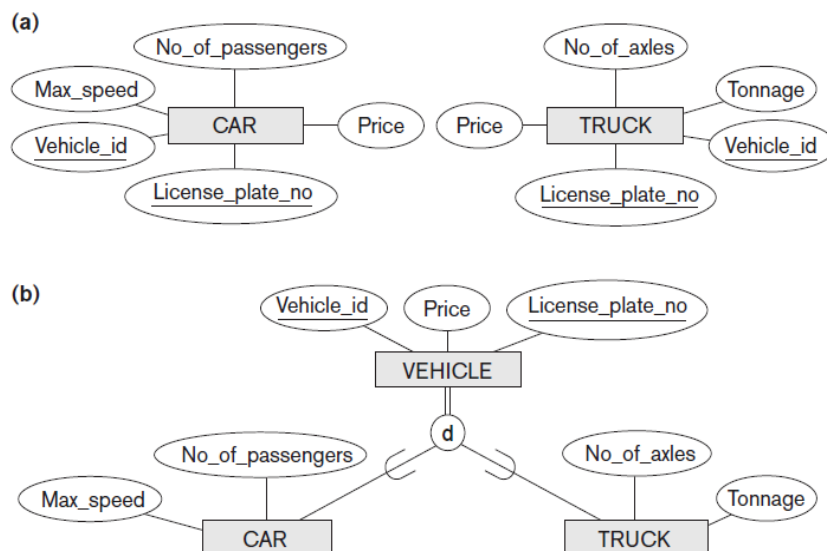 (a)
No_of_passengers
No_of_axles
Max_speed
Tonnage
CAR
Price
Price
TRUCK
Vehicle_id
Vehicle_id
License_plate_no
License_plate_no
(b)
Vehicle_id
Price
License_plate_no
VEHICLE
d
No_of_passengers
No_of_axles
Max_speed
Tonnage
CAR
TRUCK